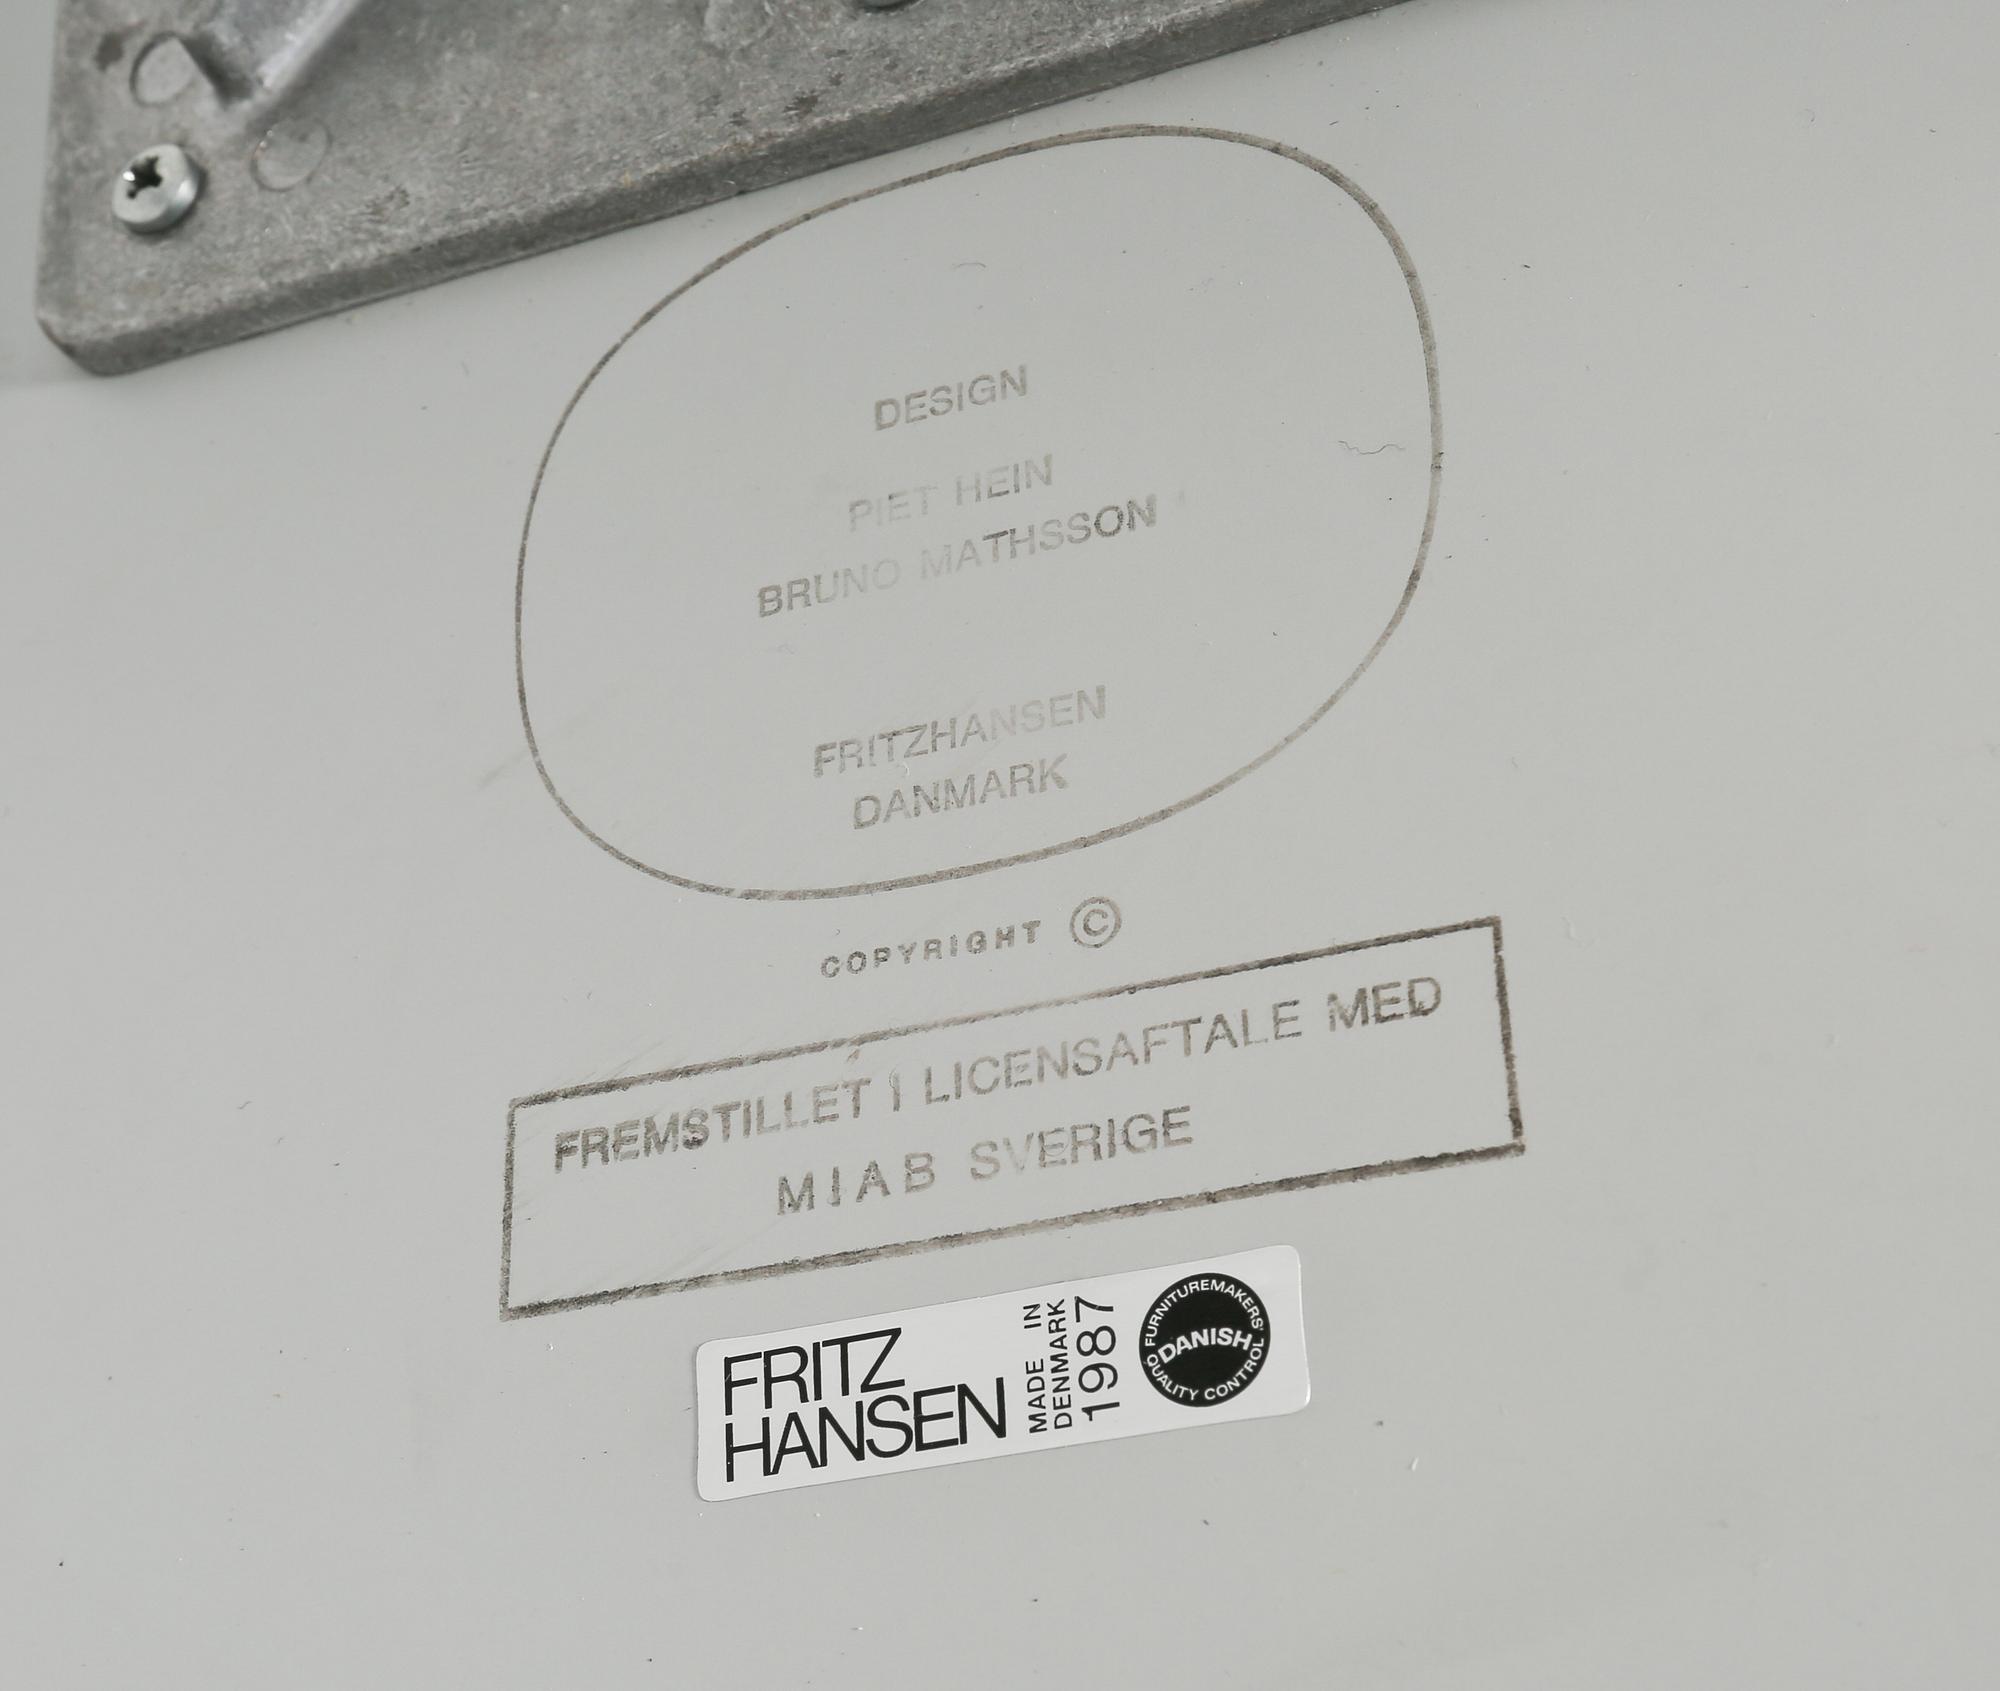 DESIGN
PIET HEIN
BRUNO MATHSSON
FRITZHANSEN
DANMARK
COPYRIGHT ©
FREMSTILLET I LICENSAFTALE MED
MIAB SVERIGE
FRITZ
HANSEN
MADE IN
DENMARK
1987
FURNITUREMAKERS'
DANISH
QUALITY CONTROL